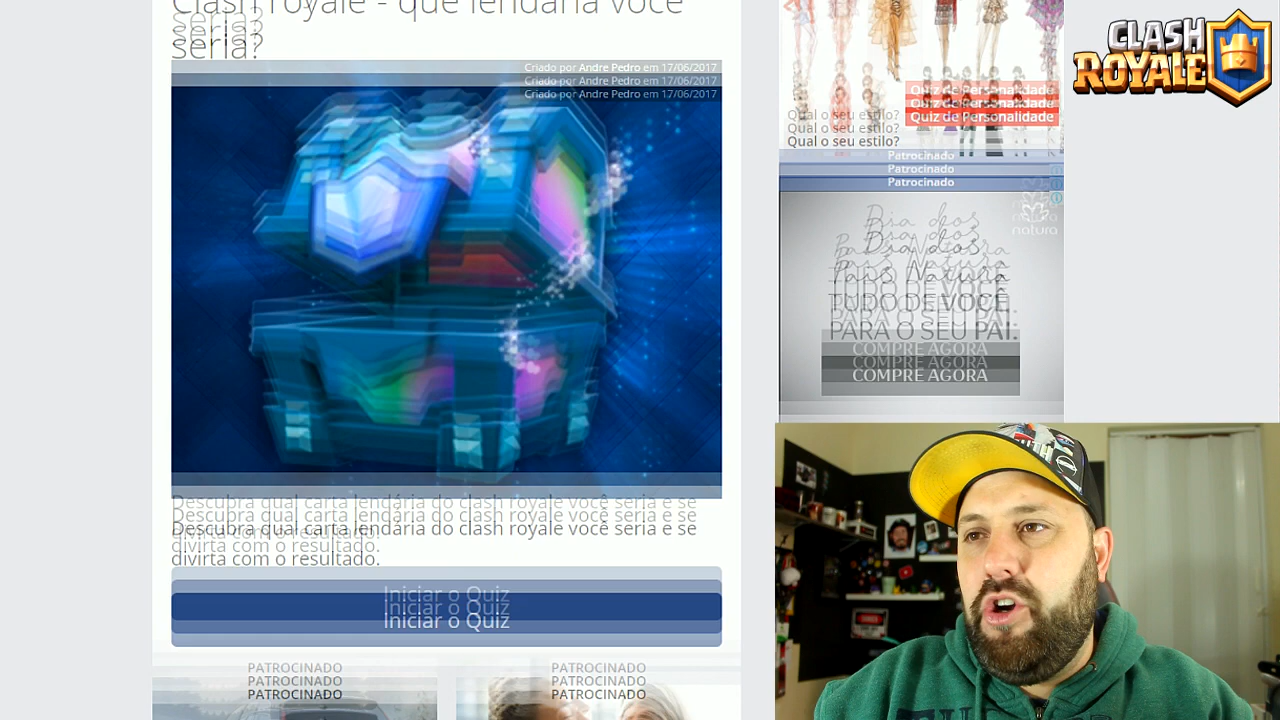 Clash royale - que lendária você
seria?
Criado por Andre Pedro em 17/06/2017
Descubra qual carta lendária do clash royale você seria e se
divirta com o resultado.
Iniciar o Quiz
PATROCINADO
PATROCINADO
Quiz de Personalidade
Qual o seu estilo?
Patrocinado
natura
Dia dos
Pais Natura
TUDO DE VOCÊ
PARA O SEU PAI.
COMPRE AGORA
CLASH
ROYALE